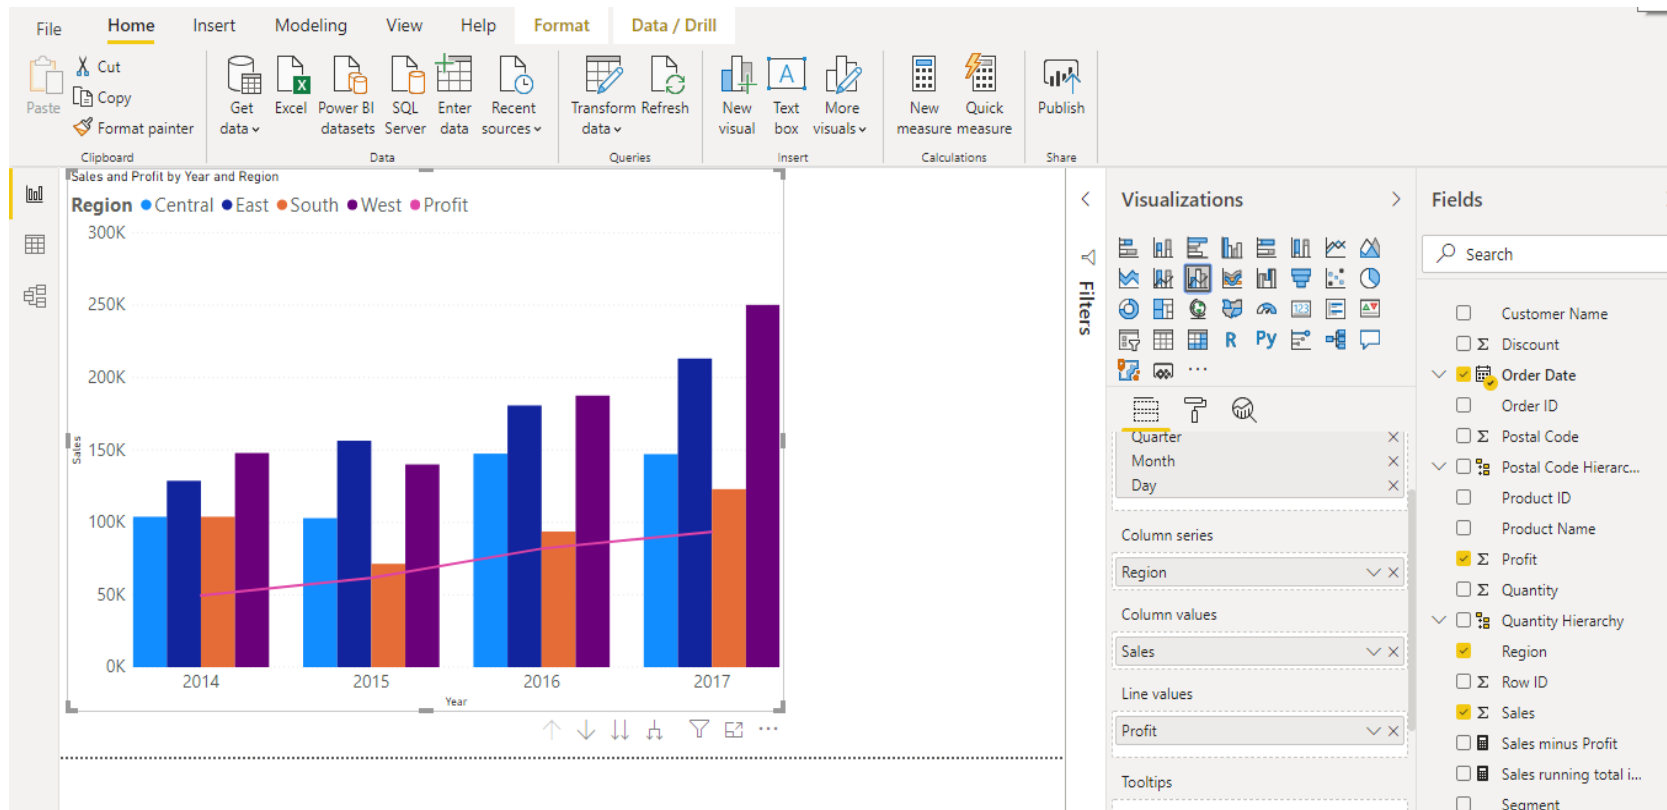 File Home Insert Modeling View Help Format Data / Drill
Paste
Cut
Copy
Format painter
Clipboard
Get data
Excel
Power BI datasets
SQL Server
Enter data
Recent sources
Data
Transform data
Refresh
Queries
New visual
Text box
More visuals
Insert
New measure
Quick measure
Calculations
Publish
Share
Sales and Profit by Year and Region
Region Central East South West Profit
300K
250K
200K
150K
100K
50K
0K
Sales
2014 2015 2016 2017
Year
Filters
Visualizations
R Py
123
Quarter
Month
Day
Column series
Region
Column values
Sales
Line values
Profit
Tooltips
Fields
Search
Customer Name
Discount
Order Date
Order ID
Postal Code
Postal Code Hierarc...
Product ID
Product Name
Profit
Quantity
Quantity Hierarchy
Region
Row ID
Sales
Sales minus Profit
Sales running total i...
Segment